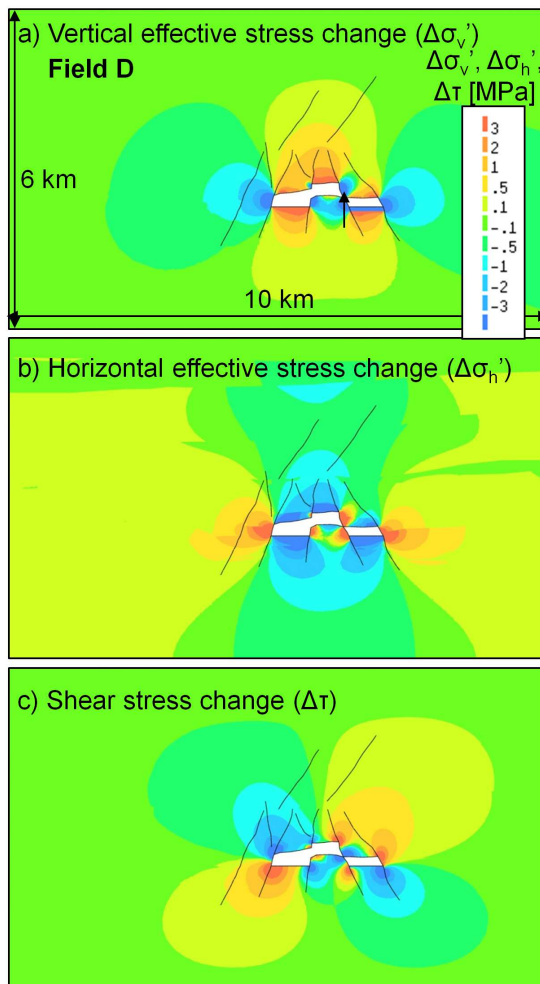 a) Vertical effective stress change (Δσv’)
Field D
Δσv’, Δσh’,
Δτ [MPa]
3
2
1
.5
.1
-.1
-.5
-1
-2
-3
6 km
10 km
b) Horizontal effective stress change (Δσh’)
c) Shear stress change (Δτ)